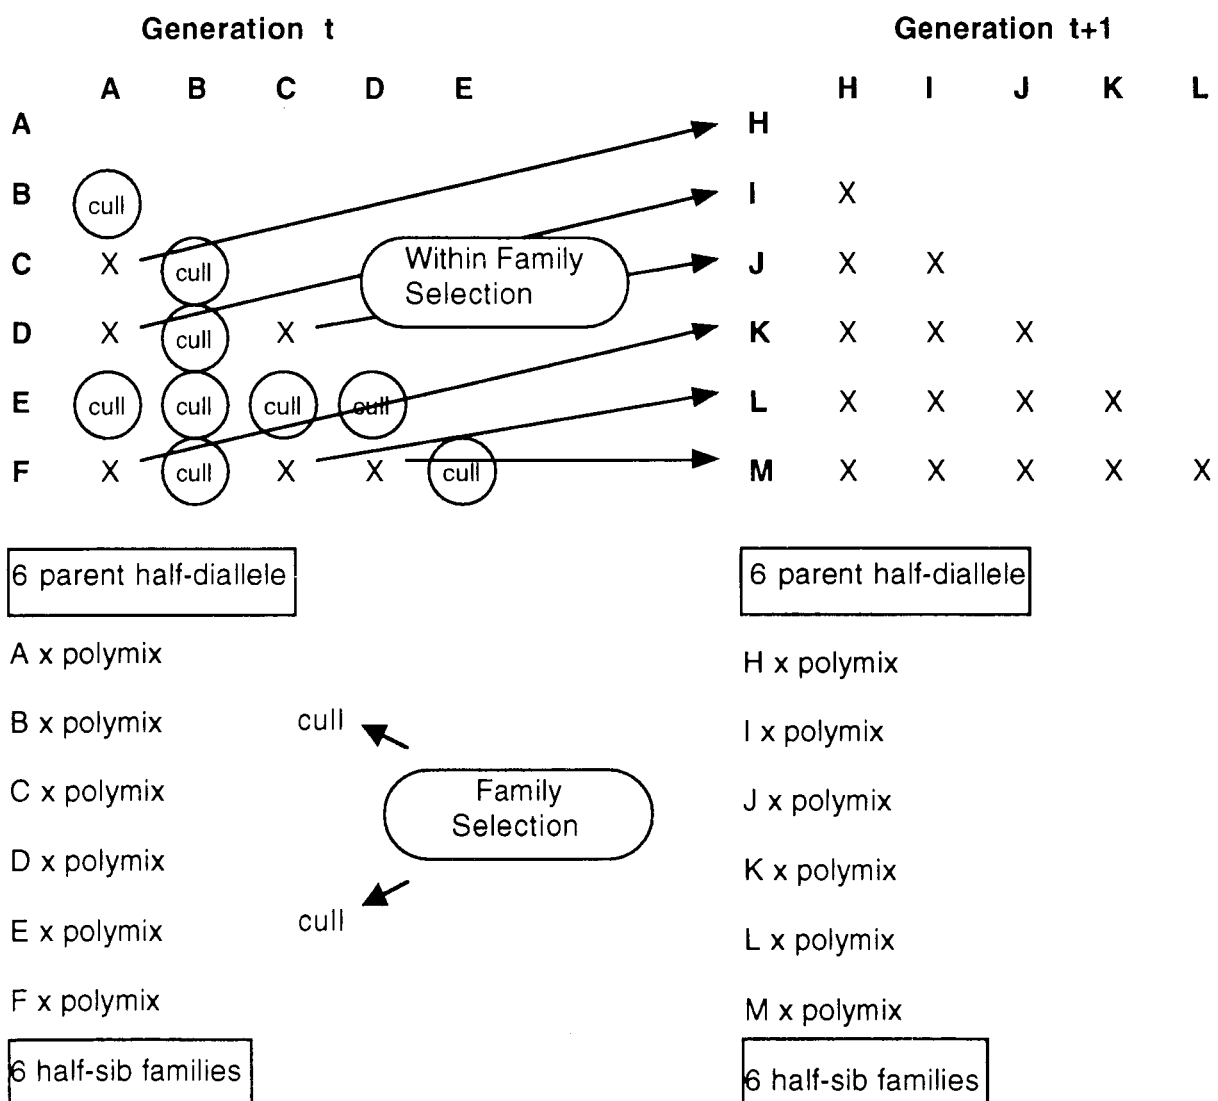 Generation t Generation t+1
A B C D E H I J K L
A H
B cull I X
C X cull Within Family J X X
Selection
D X cull X K X X X
E cull cull cull cull L X X X X
F X cull X X cull M X X X X X
6 parent half-diallele 6 parent half-diallele
A x polymix H x polymix
B x polymix cull I x polymix
C x polymix Family J x polymix
Selection
D x polymix K x polymix
E x polymix cull L x polymix
F x polymix M x polymix
6 half-sib families 6 half-sib families